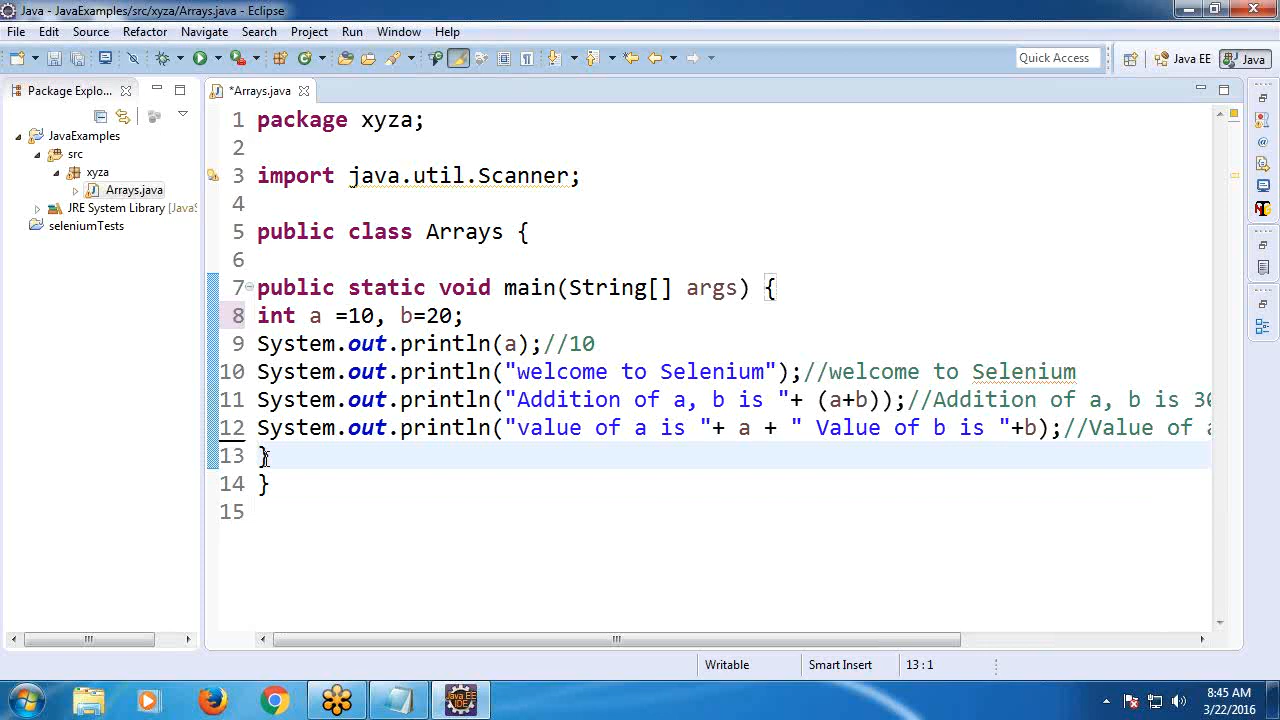 Java - JavaExamples/src/xyza/Arrays.java - Eclipse
File Edit Source Refactor Navigate Search Project Run Window Help
Quick Access
Java EE
Java
Package Explo...
*Arrays.java
JavaExamples
src
xyza
Arrays.java
JRE System Library [JavaS
seleniumTests
1 package xyza;
2
3 import java.util.Scanner;
4
5 public class Arrays {
6
7 public static void main(String[] args) {
8 int a =10, b=20;
9 System.out.println(a);//10
10 System.out.println("welcome to Selenium");//welcome to Selenium
11 System.out.println("Addition of a, b is "+ (a+b));//Addition of a, b is 30
12 System.out.println("value of a is "+ a + " Value of b is "+b);//Value of a
13 }
14 }
15
Writable
Smart Insert
13 : 1
Java EE
IDE
8:45 AM
3/22/2016